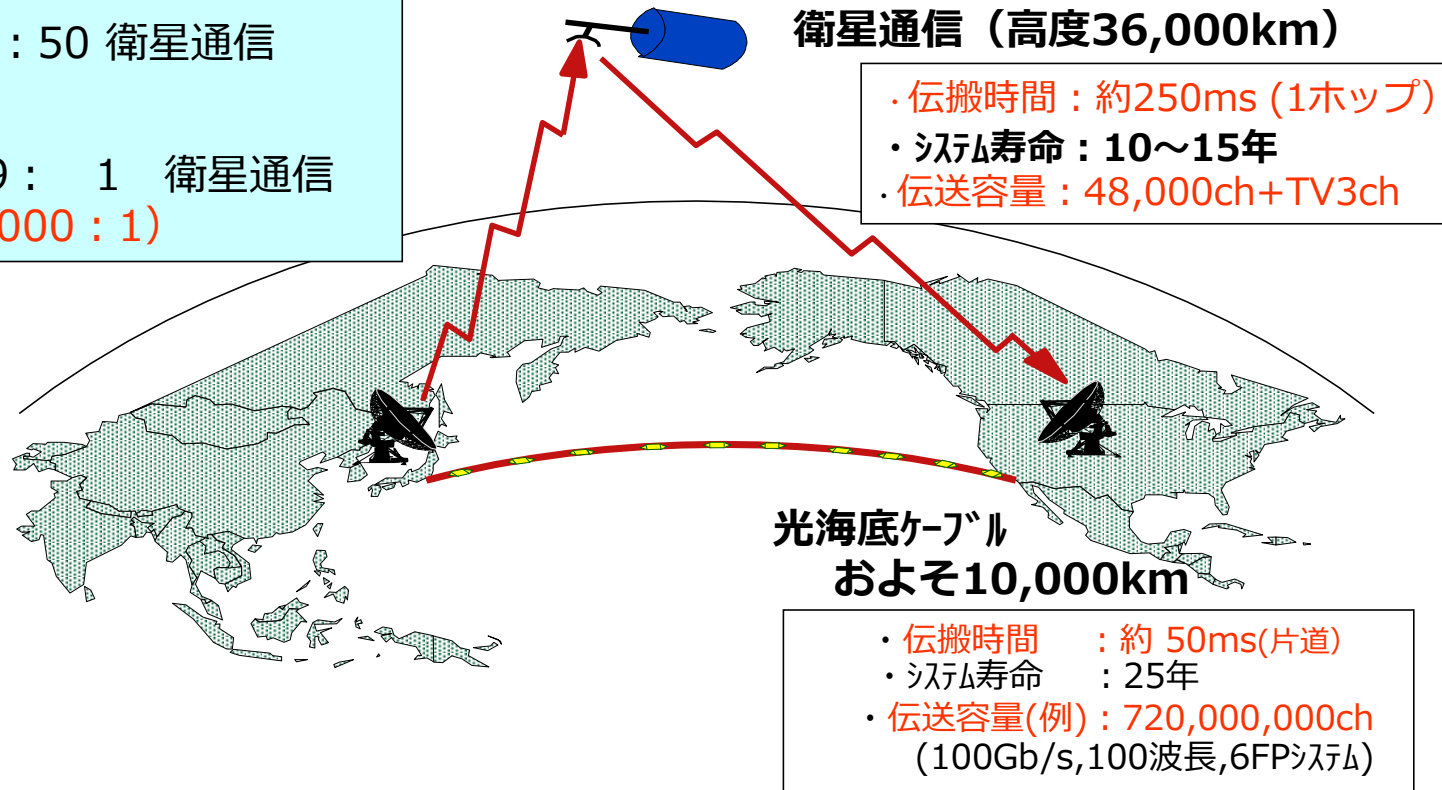 ：50 衛星通信
9： 1 衛星通信
000：1）
衛星通信（高度36,000km）
・伝搬時間：約250ms (1ホップ）
・ｼｽﾃﾑ寿命：10～15年
・伝送容量：48,000ch+TV3ch
光海底ｹｰﾌﾞﾙ
およそ10,000km
・伝搬時間 ：約 50ms(片道）
・ｼｽﾃﾑ寿命 ：25年
・伝送容量(例)：720,000,000ch
(100Gb/s,100波長,6FPｼｽﾃﾑ)